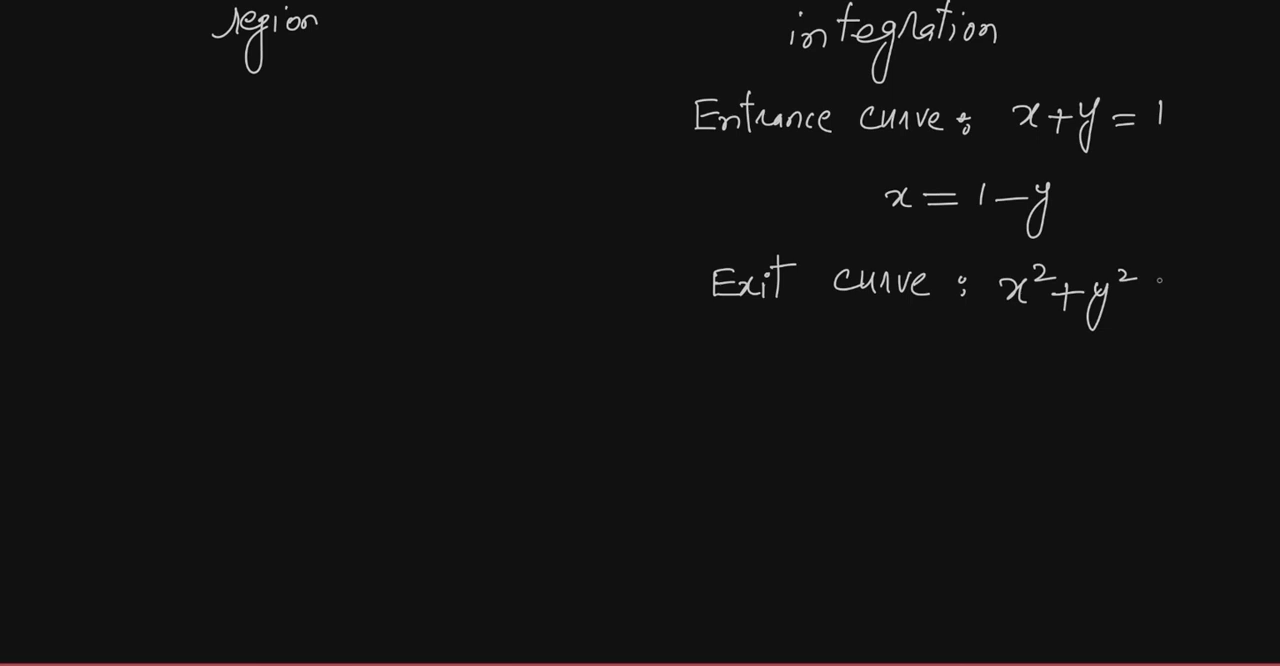 region
integration
Entrance curve : x+y = 1
x = 1-y
Exit curve : x²+y²